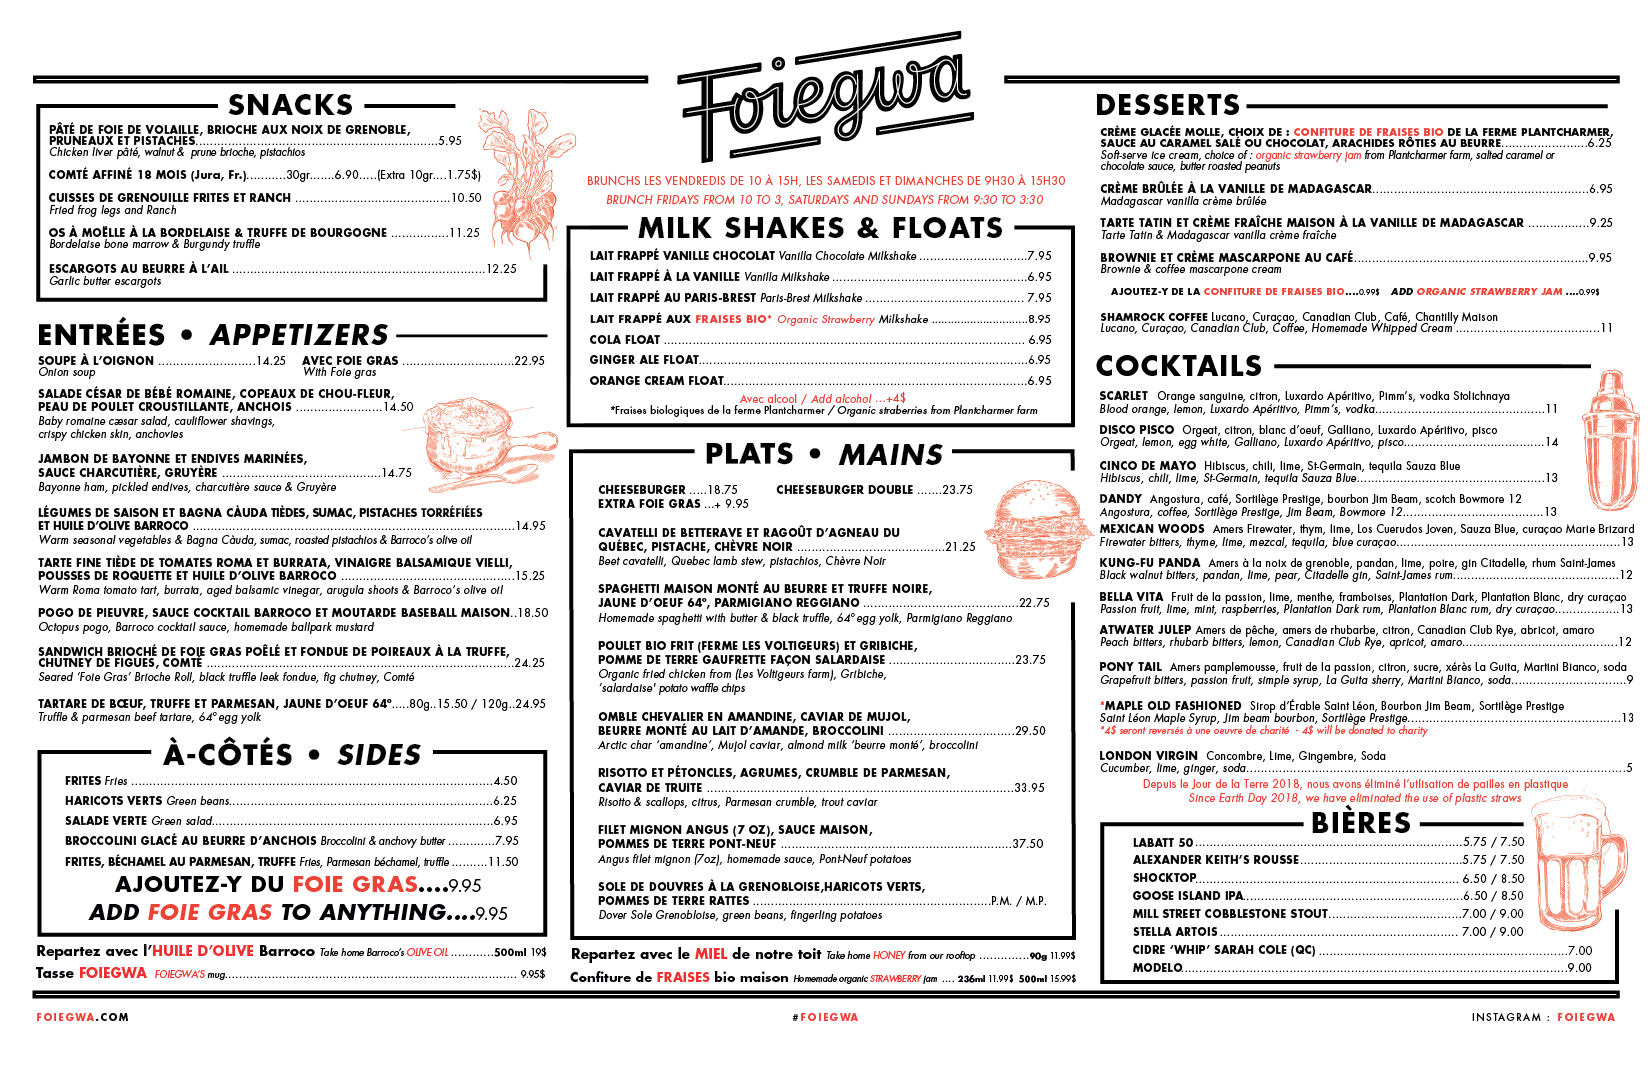 Foiegwa
SNACKS
PÂTÉ DE FOIE DE VOLAILLE, BRIOCHE AUX NOIX DE GRENOBLE,
PRUNEAUX ET PISTACHES...5.95
Chicken liver pâté, walnut & prune brioche, pistachios
COMTÉ AFFINÉ 18 MOIS (Jura, Fr.)...30gr...6.90...(Extra 10gr...1.75$)
CUISSES DE GRENOUILLE FRITES ET RANCH ...10.50
Fried frog legs and Ranch
OS À MOËLLE À LA BORDELAISE & TRUFFE DE BOURGOGNE ...11.25
Bordelaise bone marrow & Burgundy truffle
ESCARGOTS AU BEURRE À L'AIL ...12.25
Garlic butter escargots
ENTRÉES • APPETIZERS
SOUPE À L'OIGNON ...14.25 AVEC FOIE GRAS ...22.95
Onion soup With Foie gras
SALADE CÉSAR DE BÉBÉ ROMAINE, COPEAUX DE CHOU-FLEUR,
PEAU DE POULET CROUSTILLANTE, ANCHOIS ...14.50
Baby romaine cæsar salad, cauliflower shavings,
crispy chicken skin, anchovies
JAMBON DE BAYONNE ET ENDIVES MARINÉES,
SAUCE CHARCUTIÈRE, GRUYÈRE ...14.75
Bayonne ham, pickled endives, charcutière sauce & Gruyère
LÉGUMES DE SAISON ET BAGNA CÀUDA TIÈDES, SUMAC, PISTACHES TORRÉFIÉES
ET HUILE D'OLIVE BARROCO ...14.95
Warm seasonal vegetables & Bagna Càuda, sumac, roasted pistachios & Barroco's olive oil
TARTE FINE TIÈDE DE TOMATES ROMA ET BURRATA, VINAIGRE BALSAMIQUE VIELLI,
POUSSES DE ROQUETTE ET HUILE D'OLIVE BARROCO ...15.25
Warm Roma tomato tart, burrata, aged balsamic vinegar, arugula shoots & Barroco's olive oil
POGO DE PIEUVRE, SAUCE COCKTAIL BARROCO ET MOUTARDE BASEBALL MAISON..18.50
Octopus pogo, Barroco cocktail sauce, homemade ballpark mustard
SANDWICH BRIOCHÉ DE FOIE GRAS POÊLÉ ET FONDUE DE POIREAUX À LA TRUFFE,
CHUTNEY DE FIGUES, COMTÉ ...24.25
Seared 'Foie Gras' Brioche Roll, black truffle leek fondue, fig chutney, Comté
TARTARE DE BŒUF, TRUFFE ET PARMESAN, JAUNE D'OEUF 64º.....80g..15.50 / 120g..24.95
Truffle & parmesan beef tartare, 64º egg yolk
À-CÔTÉS • SIDES
FRITES Fries ...4.50
HARICOTS VERTS Green beans...6.25
SALADE VERTE Green salad...6.95
BROCCOLINI GLACÉ AU BEURRE D'ANCHOIS Broccolini & anchovy butter ...7.95
FRITES, BÉCHAMEL AU PARMESAN, TRUFFE Fries, Parmesan béchamel, truffle ...11.50
AJOUTEZ-Y DU FOIE GRAS....9.95
ADD FOIE GRAS TO ANYTHING....9.95
Repartez avec l'HUILE D'OLIVE Barroco Take home Barroco's OLIVE OIL ...500ml 19$
Tasse FOIEGWA FOIEGWA'S mug... 9.95$
BRUNCHS LES VENDREDIS DE 10 À 15H, LES SAMEDIS ET DIMANCHES DE 9H30 À 15H30
BRUNCH FRIDAYS FROM 10 TO 3, SATURDAYS AND SUNDAYS FROM 9:30 TO 3:30
MILK SHAKES & FLOATS
LAIT FRAPPÉ VANILLE CHOCOLAT Vanilla Chocolate Milkshake ...7.95
LAIT FRAPPÉ À LA VANILLE Vanilla Milkshake ...6.95
LAIT FRAPPÉ AU PARIS-BREST Paris-Brest Milkshake ... 7.95
LAIT FRAPPÉ AUX FRAISES BIO* Organic Strawberry Milkshake ...8.95
COLA FLOAT ... 6.95
GINGER ALE FLOAT...6.95
ORANGE CREAM FLOAT...6.95
Avec alcool / Add alcohol ...+4$
*Fraises biologiques de la ferme Plantcharmer / Organic straberries from Plantcharmer farm
PLATS • MAINS
CHEESEBURGER .....18.75 CHEESEBURGER DOUBLE .......23.75
EXTRA FOIE GRAS ...+ 9.95
CAVATELLI DE BETTERAVE ET RAGOÛT D'AGNEAU DU
QUÉBEC, PISTACHE, CHÈVRE NOIR ...21.25
Beet cavatelli, Quebec lamb stew, pistachios, Chèvre Noir
SPAGHETTI MAISON MONTÉ AU BEURRE ET TRUFFE NOIRE,
JAUNE D'OEUF 64º, PARMIGIANO REGGIANO ...22.75
Homemade spaghetti with butter & black truffle, 64º egg yolk, Parmigiano Reggiano
POULET BIO FRIT (FERME LES VOLTIGEURS) ET GRIBICHE,
POMME DE TERRE GAUFRETTE FAÇON SALARDAISE ...23.75
Organic fried chicken from (Les Voltigeurs farm), Gribiche,
'salardaise' potato waffle chips
OMBLE CHEVALIER EN AMANDINE, CAVIAR DE MUJOL,
BEURRE MONTÉ AU LAIT D'AMANDE, BROCCOLINI ...29.50
Arctic char 'amandine', Mujol caviar, almond milk 'beurre monté', broccolini
RISOTTO ET PÉTONCLES, AGRUMES, CRUMBLE DE PARMESAN,
CAVIAR DE TRUITE ...33.95
Risotto & scallops, citrus, Parmesan crumble, trout caviar
FILET MIGNON ANGUS (7 OZ), SAUCE MAISON,
POMMES DE TERRE PONT-NEUF ...37.50
Angus filet mignon (7oz), homemade sauce, Pont-Neuf potatoes
SOLE DE DOUVRES À LA GRENOBLOISE,HARICOTS VERTS,
POMMES DE TERRE RATTES ...P.M. / M.P.
Dover Sole Grenobloise, green beans, fingerling potatoes
Repartez avec le MIEL de notre toit Take home HONEY from our rooftop ...90g 11.99$
Confiture de FRAISES bio maison Homemade organic STRAWBERRY jam .... 236ml 11.99$ 500ml 15.99$
DESSERTS
CRÈME GLACÉE MOLLE, CHOIX DE : CONFITURE DE FRAISES BIO DE LA FERME PLANTCHARMER,
SAUCE AU CARAMEL SALÉ OU CHOCOLAT, ARACHIDES RÔTIES AU BEURRE...6.25
Soft-serve ice cream, choice of : organic strawberry jam from Plantcharmer farm, salted caramel or
chocolate sauce, butter roasted peanuts
CRÈME BRÛLÉE À LA VANILLE DE MADAGASCAR...6.95
Madagascar vanilla crème brûlée
TARTE TATIN ET CRÈME FRAÎCHE MAISON À LA VANILLE DE MADAGASCAR ...9.25
Tarte Tatin & Madagascar vanilla crème fraîche
BROWNIE ET CRÈME MASCARPONE AU CAFÉ...9.95
Brownie & coffee mascarpone cream
AJOUTEZ-Y DE LA CONFITURE DE FRAISES BIO....0.99$ ADD ORGANIC STRAWBERRY JAM ....0.99$
SHAMROCK COFFEE Lucano, Curaçao, Canadian Club, Café, Chantilly Maison
Lucano, Curaçao, Canadian Club, Coffee, Homemade Whipped Cream ...11
COCKTAILS
SCARLET Orange sanguine, citron, Luxardo Apéritivo, Pimm's, vodka Stolichnaya
Blood orange, lemon, Luxardo Apéritivo, Pimm's, vodka...11
DISCO PISCO Orgeat, citron, blanc d'oeuf, Galliano, Luxardo Apéritivo, pisco
Orgeat, lemon, egg white, Galliano, Luxardo Apéritivo, pisco...14
CINCO DE MAYO Hibiscus, chili, lime, St-Germain, tequila Sauza Blue
Hibiscus, chili, lime, St-Germain, tequila Sauza Blue...13
DANDY Angostura, café, Sortilège Prestige, bourbon Jim Beam, scotch Bowmore 12
Angostura, coffee, Sortilège Prestige, Jim Beam, Bowmore 12...13
MEXICAN WOODS Amers Firewater, thym, lime, Los Cuerudos Joven, Sauza Blue, curaçao Marie Brizard
Firewater bitters, thyme, lime, mezcal, tequila, blue curaçao...13
KUNG-FU PANDA Amers à la noix de grenoble, pandan, lime, poire, gin Citadelle, rhum Saint-James
Black walnut bitters, pandan, lime, pear, Citadelle gin, Saint-James rum...12
BELLA VITA Fruit de la passion, lime, menthe, framboises, Plantation Dark, Plantation Blanc, dry curaçao
Passion fruit, lime, mint, raspberries, Plantation Dark rum, Plantation Blanc rum, dry curaçao...13
ATWATER JULEP Amers de pêche, amers de rhubarbe, citron, Canadian Club Rye, abricot, amaro
Peach bitters, rhubarb bitters, lemon, Canadian Club Rye, apricot, amaro...12
PONY TAIL Amers pamplemousse, fruit de la passion, citron, sucre, xérès La Guita, Martini Bianco, soda
Grapefruit bitters, passion fruit, simple syrup, La Guita sherry, Martini Bianco, soda...9
*MAPLE OLD FASHIONED Sirop d'Érable Saint Léon, Bourbon Jim Beam, Sortilège Prestige
Saint Léon Maple Syrup, Jim beam bourbon, Sortilège Prestige...13
*4$ seront reversés à une oeuvre de charité - 4$ will be donated to charity
LONDON VIRGIN Concombre, Lime, Gingembre, Soda
Cucumber, lime, ginger, soda...5
Depuis le Jour de la Terre 2018, nous avons éliminé l'utlisation de pailles en plastique
Since Earth Day 2018, we have eliminated the use of plastic straws
BIÈRES
LABATT 50 ...5.75 / 7.50
ALEXANDER KEITH'S ROUSSE...5.75 / 7.50
SHOCKTOP... 6.50 / 8.50
GOOSE ISLAND IPA...6.50 / 8.50
MILL STREET COBBLESTONE STOUT...7.00 / 9.00
STELLA ARTOIS ... 7.00 / 9.00
CIDRE 'WHIP' SARAH COLE (QC) ...7.00
MODELO...9.00
FOIEGWA.COM
#FOIEGWA
INSTAGRAM : FOIEGWA